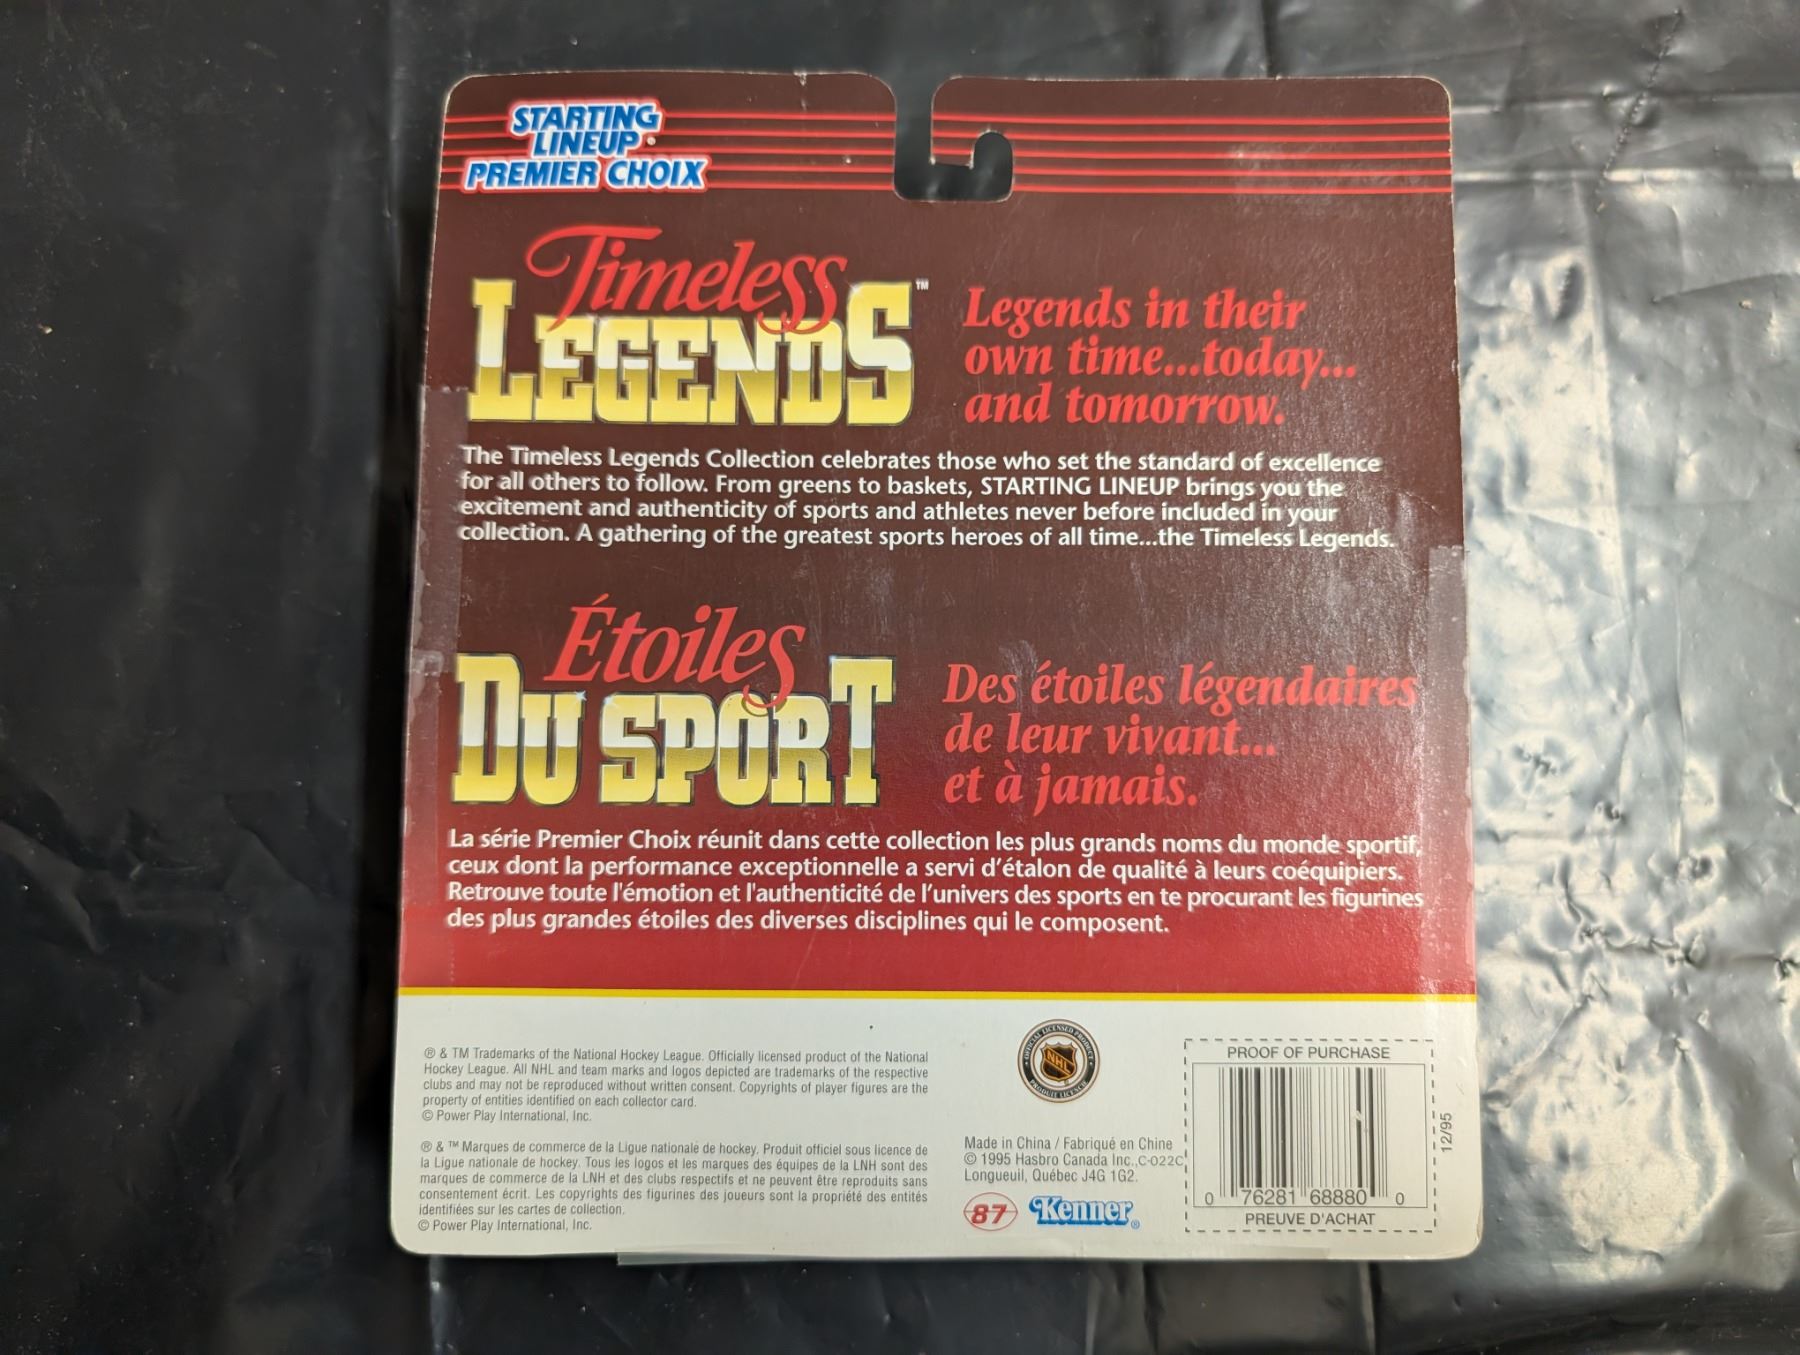 STARTING
LINEUP
PREMIER CHOIX
Timeless
LEGENDS™
Legends in their
own time...today...
and tomorrow.
The Timeless Legends Collection celebrates those who set the standard of excellence
for all others to follow. From greens to baskets, STARTING LINEUP brings you the
excitement and authenticity of sports and athletes never before included in your
collection. A gathering of the greatest sports heroes of all time...the Timeless Legends.
Étoiles
DU SPORT
Des étoiles légendaires
de leur vivant...
et à jamais.
La série Premier Choix réunit dans cette collection les plus grands noms du monde sportif,
ceux dont la performance exceptionnelle a servi d'étalon de qualité à leurs coéquipiers.
Retrouve toute l'émotion et l'authenticité de l'univers des sports en te procurant les figurines
des plus grandes étoiles des diverses disciplines qui le composent.
® & TM Trademarks of the National Hockey League. Officially licensed product of the National
Hockey League. All NHL and team marks and logos depicted are trademarks of the respective
clubs and may not be reproduced without written consent. Copyrights of player figures are the
property of entities identified on each collector card.
© Power Play International, Inc.
® & ™ Marques de commerce de la Ligue nationale de hockey. Produit officiel sous licence de
la Ligue nationale de hockey. Tous les logos et les marques des équipes de la LNH sont des
marques de commerce de la LNH et des clubs respectifs et ne peuvent être reproduits sans
consentement écrit. Les copyrights des figurines des joueurs sont la propriété des entités
identifiées sur les cartes de collection.
© Power Play International, Inc.
OFFICIAL LICENSED PRODUCT
NHL
PRODUIT LICENCIÉ
Made in China / Fabriqué en Chine
© 1995 Hasbro Canada Inc.,C-022C
Longueuil, Québec J4G 1G2.
87 Kenner®
PROOF OF PURCHASE
0 76281 68880 0
PREUVE D'ACHAT
12/95